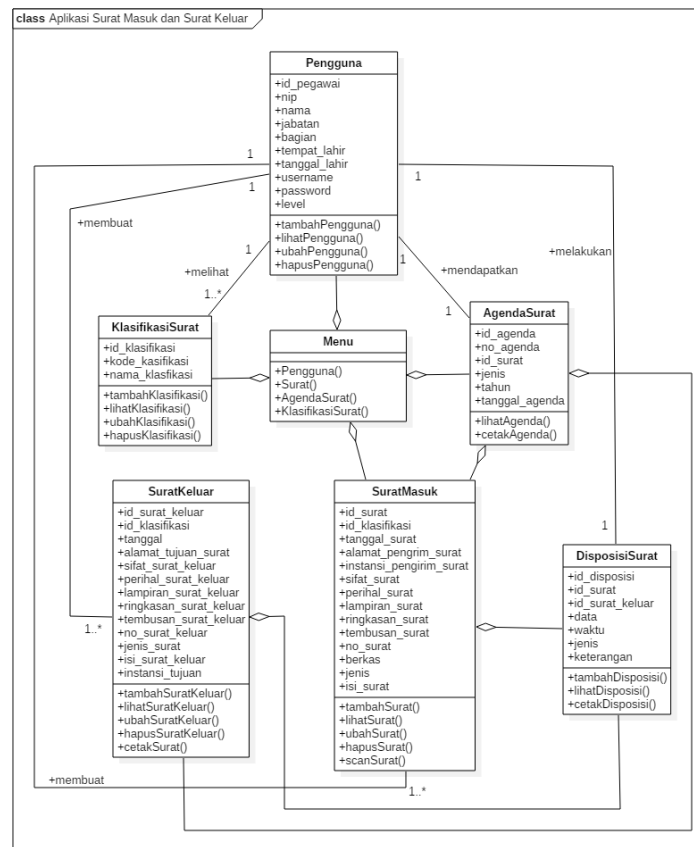 class Aplikasi Surat Masuk dan Surat Keluar
Pengguna
+id_pegawai
+nip
+nama
+jabatan
+bagian
+tempat_lahir
+tanggal_lahir
+username
+password
+level
+tambahPengguna()
+lihatPengguna()
+ubahPengguna()
+hapusPengguna()
1
1
1
1
1
+membuat
+melihat
1..*
+mendapatkan
1
+melakukan
KlasifikasiSurat
+id_klasifikasi
+kode_kasifikasi
+nama_klasfikasi
+tambahKlasifikasi()
+lihatKlasifikasi()
+ubahKlasifikasi()
+hapusKlasifikasi()
Menu
+Pengguna()
+Surat()
+AgendaSurat()
+KlasifikasiSurat()
AgendaSurat
+id_agenda
+no_agenda
+id_surat
+jenis
+tahun
+tanggal_agenda
+lihatAgenda()
+cetakAgenda()
SuratKeluar
+id_surat_keluar
+id_klasifikasi
+tanggal
+alamat_tujuan_surat
+sifat_surat_keluar
+perihal_surat_keluar
+lampiran_surat_keluar
+ringkasan_surat_keluar
+tembusan_surat_keluar
+no_surat_keluar
+jenis_surat
+isi_surat_keluar
+instansi_tujuan
+tambahSuratKeluar()
+lihatSuratKeluar()
+ubahSuratKeluar()
+hapusSuratKeluar()
+cetakSurat()
1..*
SuratMasuk
+id_surat
+id_klasifikasi
+tanggal_surat
+alamat_pengrim_surat
+instansi_pengirim_surat
+sifat_surat
+perihal_surat
+lampiran_surat
+ringkasan_surat
+tembusan_surat
+no_surat
+berkas
+jenis
+isi_surat
+tambahSurat()
+lihatSurat()
+ubahSurat()
+hapusSurat()
+scanSurat()
1
DisposisiSurat
+id_disposisi
+id_surat
+id_surat_keluar
+data
+waktu
+jenis
+keterangan
+tambahDisposisi()
+lihatDisposisi()
+cetakDisposisi()
+membuat
1..*